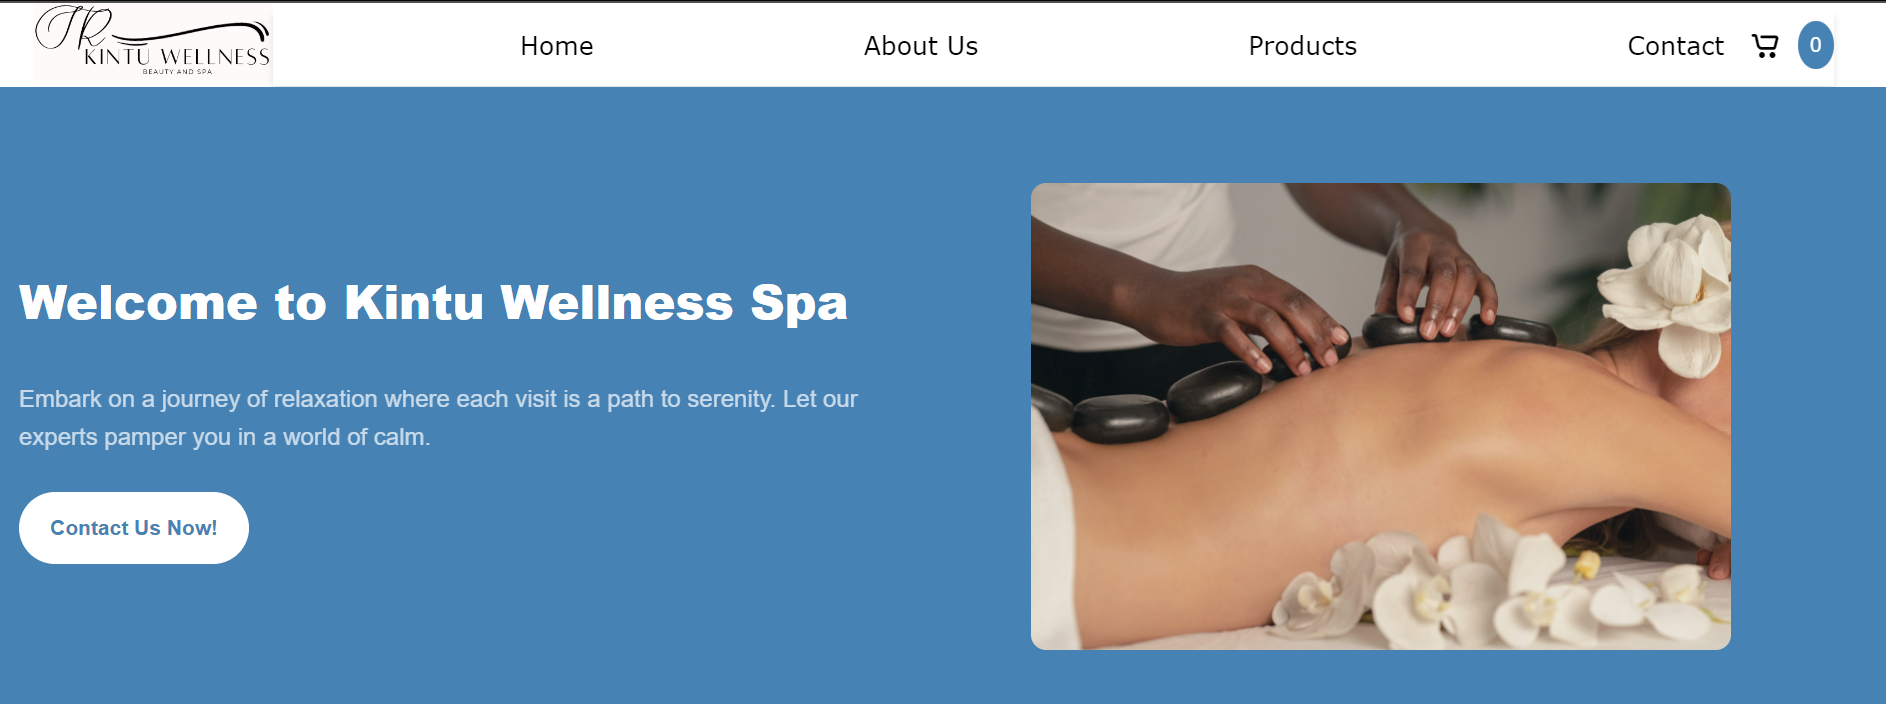 JR
KINTU WELLNESS
BEAUTY AND SPA
Home
About Us
Products
Contact
0
Welcome to Kintu Wellness Spa
Embark on a journey of relaxation where each visit is a path to serenity. Let our
experts pamper you in a world of calm.
Contact Us Now!